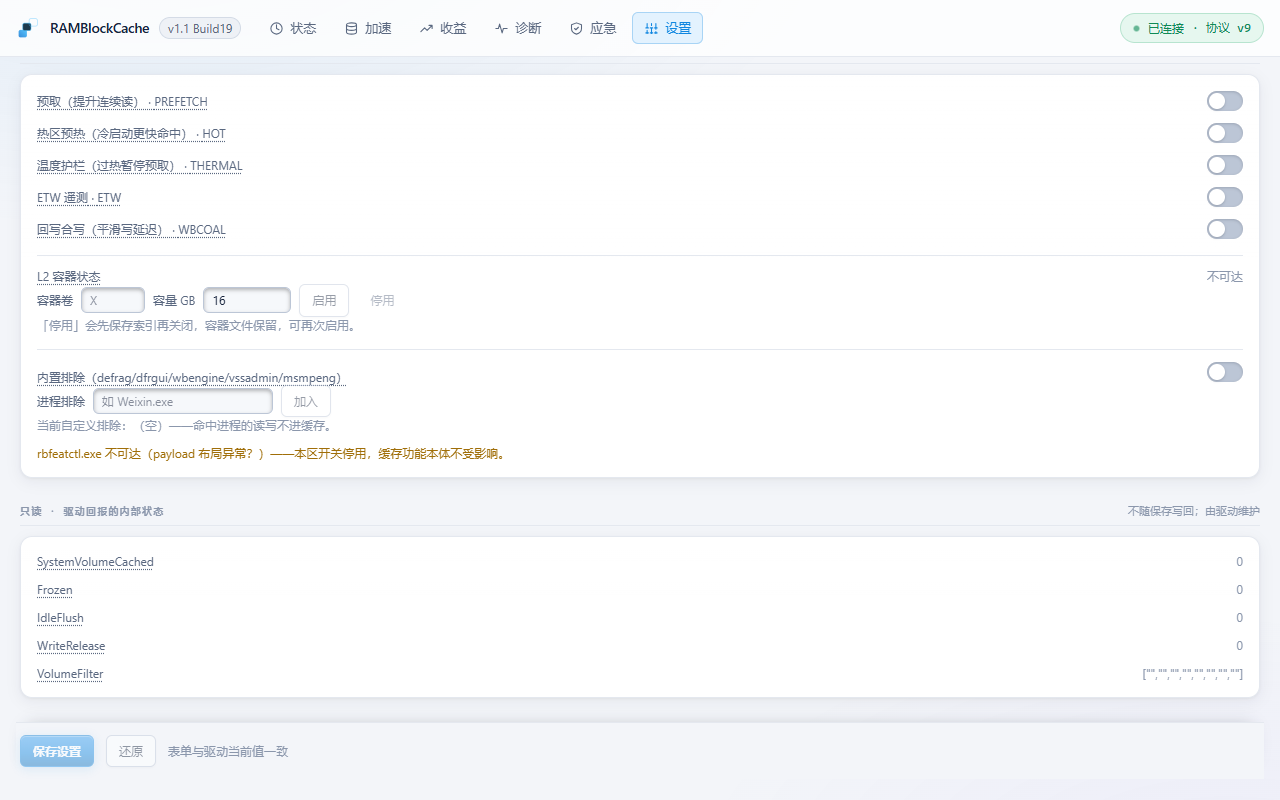 RAMBlockCache v1.1 Build19 状态 加速 收益 诊断 应急 设置 已连接 · 协议 v9
预取（提升连续读） · PREFETCH
热区预热（冷启动更快命中） · HOT
温度护栏（过热暂停预取） · THERMAL
ETW 遥测 · ETW
回写合写（平滑写延迟） · WBCOAL
L2 容器状态 不可达
容器卷 X 容量 GB 16 启用 停用
「停用」会先保存索引再关闭，容器文件保留，可再次启用。
内置排除（defrag/dfrgui/wbengine/vssadmin/msmpeng）
进程排除 如 Weixin.exe 加入
当前自定义排除：（空）——命中进程的读写不进缓存。
rbfeatctl.exe 不可达（payload 布局异常？）——本区开关停用，缓存功能本体不受影响。
只读 · 驱动回报的内部状态 不随保存写回；由驱动维护
SystemVolumeCached 0
Frozen 0
IdleFlush 0
WriteRelease 0
VolumeFilter ["","","","","","","",""]
保存设置 还原 表单与驱动当前值一致